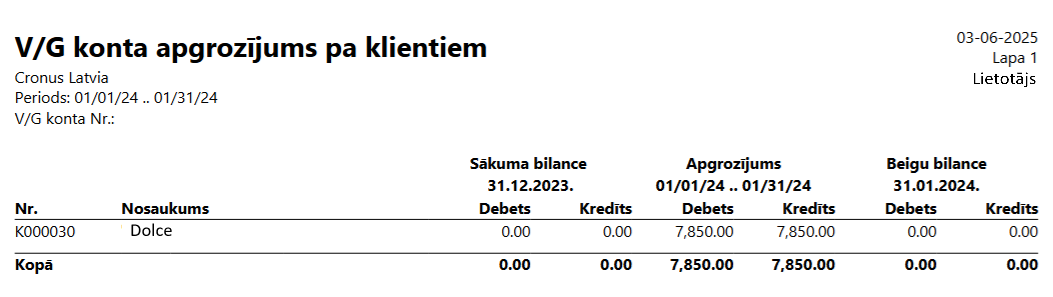 V/G konta apgrozījums pa klientiem
03-06-2025
Lapa 1
Cronus Latvia
Lietotājs
Periods: 01/01/24 .. 01/31/24
V/G konta Nr.:
Sākuma bilance Apgrozījums Beigu bilance
31.12.2023. 01/01/24 .. 01/31/24 31.01.2024.
Nr. Nosaukums Debets Kredīts Debets Kredīts Debets Kredīts
K000030 Dolce 0.00 0.00 7,850.00 7,850.00 0.00 0.00
Kopā 0.00 0.00 7,850.00 7,850.00 0.00 0.00